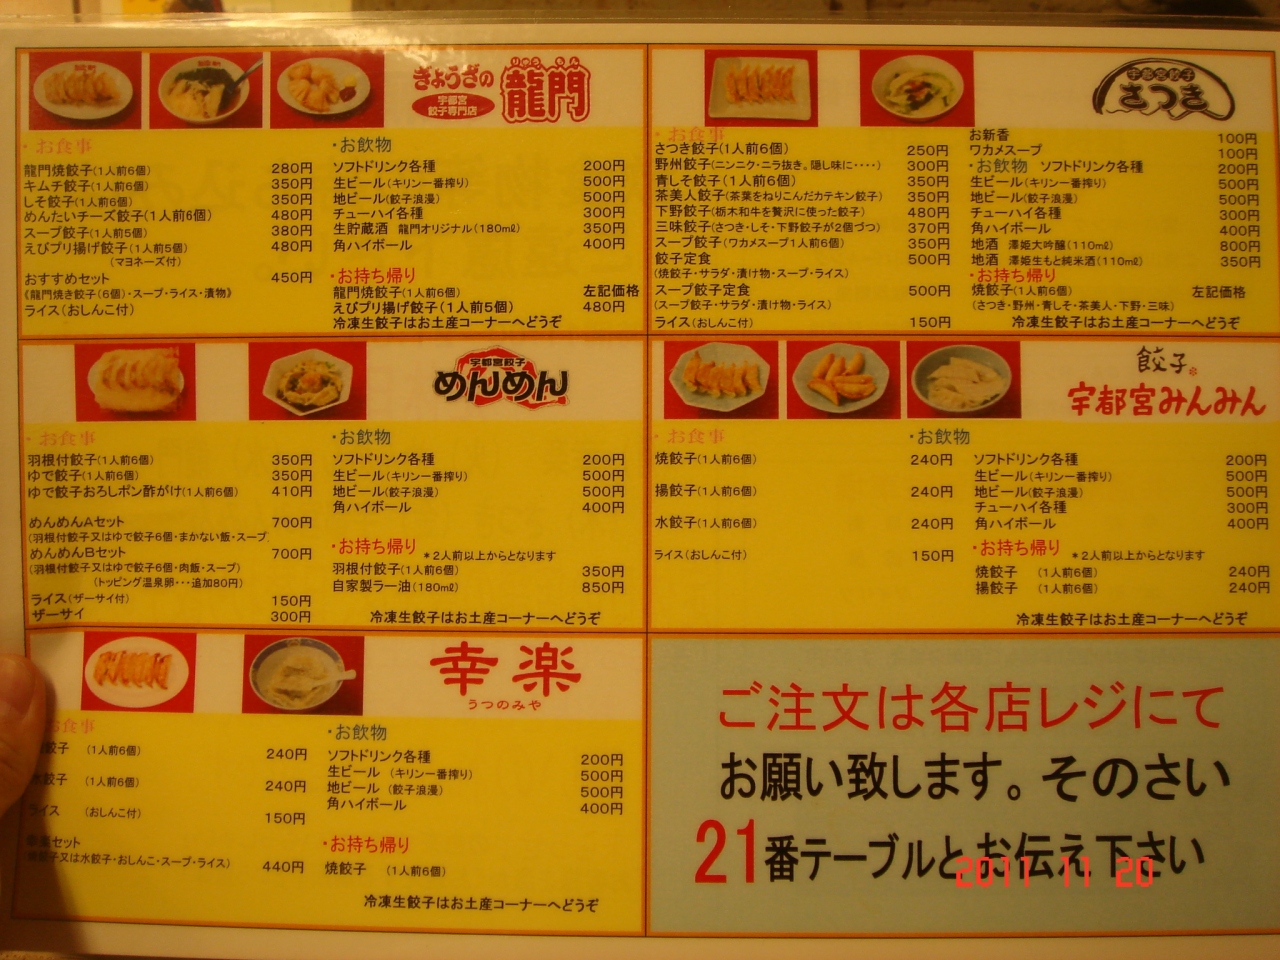 ぎょうざの
りゅう もん
龍門
宇都宮
餃子専門店
・お食事
龍門焼餃子(1人前6個) 280円
キムチ餃子(1人前6個) 350円
しそ餃子(1人前6個) 350円
めんたいチーズ餃子(1人前6個) 480円
スープ餃子(1人前5個) 380円
えびプリ揚げ餃子(1人前5個) 480円
(マヨネーズ付)
おすすめセット 450円
《龍門焼き餃子(6個)・スープ・ライス・漬物》
ライス(おしんこ付)
・お飲物
ソフトドリンク各種 200円
生ビール(キリン一番搾り) 500円
地ビール(餃子浪漫) 500円
チューハイ各種 300円
生貯蔵酒 龍門オリジナル(180㎖) 350円
角ハイボール 400円
・お持ち帰り
龍門焼餃子(1人前6個) 左記価格
えびプリ揚げ餃子(1人前5個) 480円
冷凍生餃子はお土産コーナーへどうぞ
宇都宮餃子
さつき
・お食事
さつき餃子(1人前6個) 250円
野州餃子(ニンニク・ニラ抜き。隠し味に・・・・) 300円
青しそ餃子(1人前6個) 350円
茶美人餃子(茶葉をねりこんだカテキン餃子) 350円
下野餃子(栃木和牛を贅沢に使った餃子) 480円
三味餃子(さつき・しそ・下野餃子が2個づつ) 370円
スープ餃子(ワカメスープ1人前6個) 350円
餃子定食 500円
(焼餃子・サラダ・漬け物・スープ・ライス)
スープ餃子定食 500円
(スープ餃子・サラダ・漬け物・ライス)
ライス(おしんこ付) 150円
お新香 100円
ワカメスープ 100円
・お飲物 ソフトドリンク各種 200円
生ビール(キリン一番搾り) 500円
地ビール(餃子浪漫) 500円
チューハイ各種 300円
角ハイボール 400円
地酒 澤姫大吟醸(110㎖) 800円
地酒 澤姫生もと純米酒(110㎖) 350円
・お持ち帰り
焼餃子(1人前6個) 左記価格
(さつき・野州・青しそ・茶美人・下野・三味)
冷凍生餃子はお土産コーナーへどうぞ
宇都宮餃子
めんめん
・お食事
羽根付餃子(1人前6個) 350円
ゆで餃子(1人前6個) 350円
ゆで餃子おろしポン酢がけ(1人前6個) 410円
めんめんAセット 700円
(羽根付餃子又はゆで餃子6個・まかない飯・スープ)
めんめんBセット 700円
(羽根付餃子又はゆで餃子6個・肉飯・スープ)
(トッピング温泉卵・・・追加80円)
ライス(ザーサイ付) 150円
ザーサイ 300円
・お飲物
ソフトドリンク各種 200円
生ビール(キリン一番搾り) 500円
地ビール(餃子浪漫) 500円
角ハイボール 400円
・お持ち帰り *2人前以上からとなります
羽根付餃子(1人前6個) 350円
自家製ラー油(180㎖) 850円
冷凍生餃子はお土産コーナーへどうぞ
餃子
宇都宮みんみん
・お食事
焼餃子(1人前6個) 240円
揚餃子(1人前6個) 240円
水餃子(1人前6個) 240円
ライス(おしんこ付) 150円
・お飲物
ソフトドリンク各種 200円
生ビール(キリン一番搾り) 500円
地ビール(餃子浪漫) 500円
チューハイ各種 300円
角ハイボール 400円
・お持ち帰り *2人前以上からとなります
焼餃子 (1人前6個) 240円
揚餃子 (1人前6個) 240円
冷凍生餃子はお土産コーナーへどうぞ
幸楽
うつのみや
お食事
餃子 (1人前6個) 240円
水餃子 (1人前6個) 240円
ライス (おしんこ付) 150円
幸楽セット 440円
餃子又は水餃子・おしんこ・スープ・ライス)
・お飲物
ソフトドリンク各種 200円
生ビール (キリン一番搾り) 500円
地ビール (餃子浪漫) 500円
角ハイボール 400円
・お持ち帰り
焼餃子 (1人前6個)
冷凍生餃子はお土産コーナーへどうぞ
ご注文は各店レジにて
お願い致します。そのさい
21番テーブルとお伝え下さい
2011 11 20